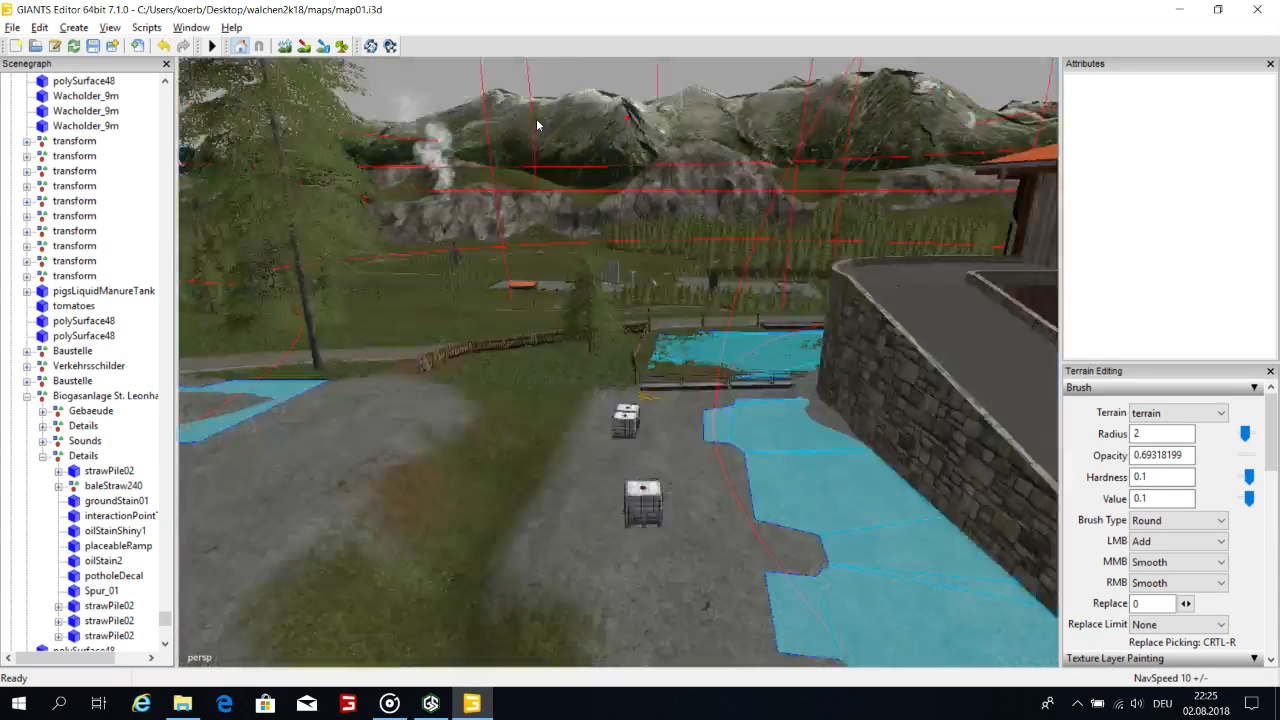 GIANTS Editor 64bit 7.1.0 - C:/Users/koerb/Desktop/walchen2k18/maps/map01.i3d
File Edit Create View Scripts Window Help
Scenegraph
polySurface48
Wacholder_9m
Wacholder_9m
Wacholder_9m
transform
transform
transform
transform
transform
transform
transform
transform
transform
transform
pigsLiquidManureTank
tomatoes
polySurface48
polySurface48
Baustelle
Verkehrsschilder
Baustelle
Biogasanlage St. Leonha
Gebaeude
Details
Sounds
Details
strawPile02
baleStraw240
groundStain01
interactionPoint
oilStainShiny1
placeableRamp
oilStain2
potholeDecal
Spur_01
strawPile02
strawPile02
strawPile02
polySurface48
persp
Attributes
Terrain Editing
Brush
Terrain terrain
Radius 2
Opacity 0.69318199
Hardness 0.1
Value 0.1
Brush Type Round
LMB Add
MMB Smooth
RMB Smooth
Replace 0
Replace Limit None
Replace Picking: CRTL-R
Texture Layer Painting
Ready
NavSpeed 10 +/-
DEU
22:25
02.08.2018